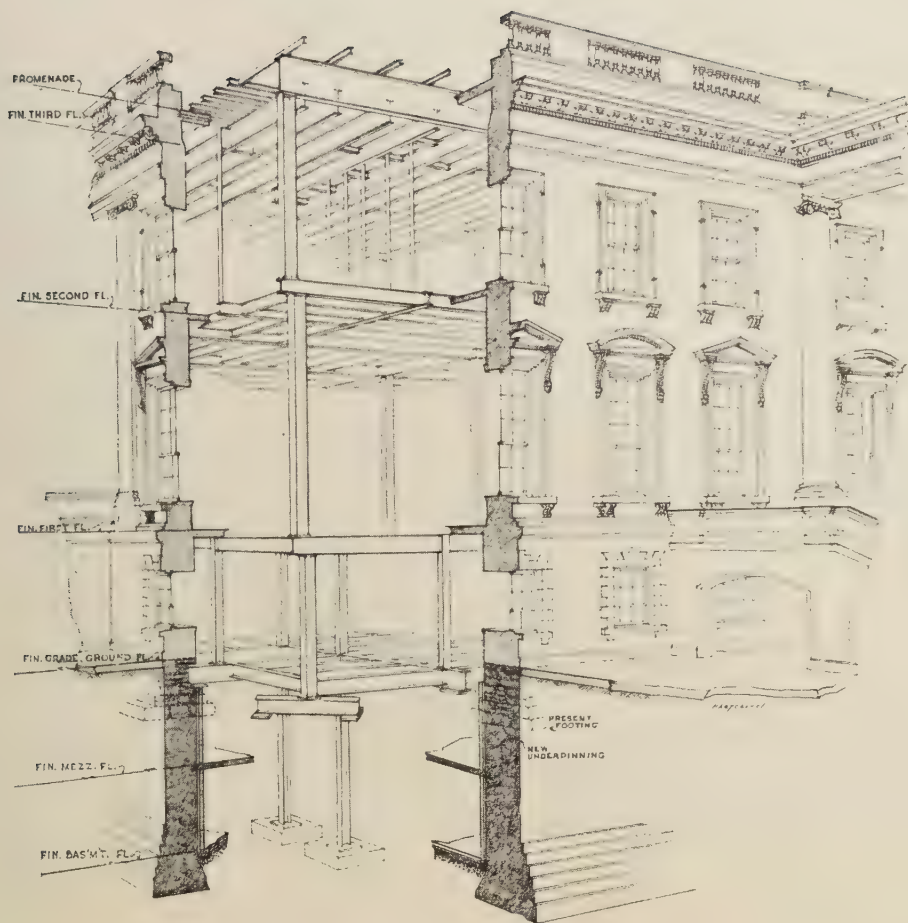 PROMENADE
FIN. THIRD FL.
FIN. SECOND FL.
FIN. FIRST FL.
FIN. GRADE, GROUND FL.
PRESENT
FOOTING
NEW
UNDERPINNING
FIN. MEZZ. FL.
FIN. BAS'MT. FL.